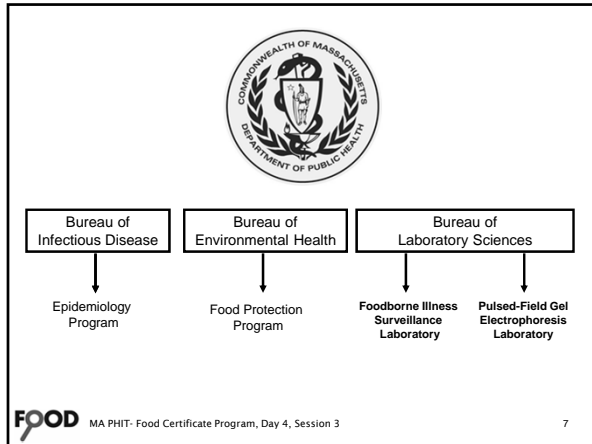 COMMONWEALTH OF MASSACHUSETTS
DEPARTMENT OF PUBLIC HEALTH
Bureau of
Infectious Disease
Bureau of
Environmental Health
Bureau of
Laboratory Sciences
Epidemiology
Program
Food Protection
Program
Foodborne Illness
Surveillance
Laboratory
Pulsed-Field Gel
Electrophoresis
Laboratory
FOOD MA PHIT- Food Certificate Program, Day 4, Session 3 7